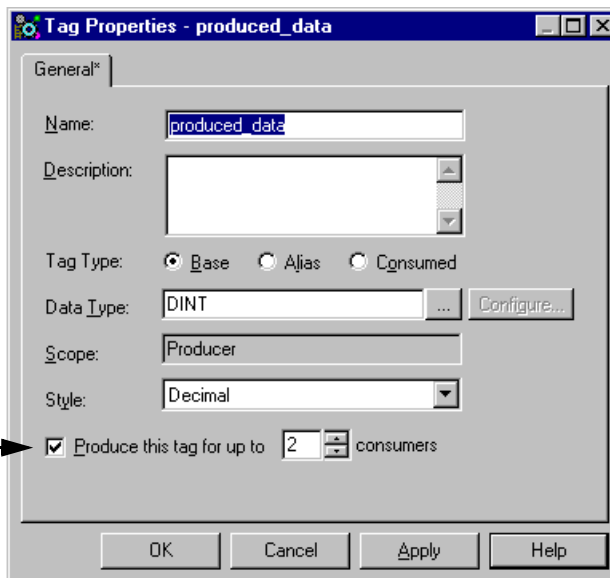 Tag Properties - produced_data
General*
Name: produced_data
Description:
Tag Type: Base Alias Consumed
Data Type: DINT ... Configure...
Scope: Producer
Style: Decimal
Produce this tag for up to 2 consumers
OK Cancel Apply Help